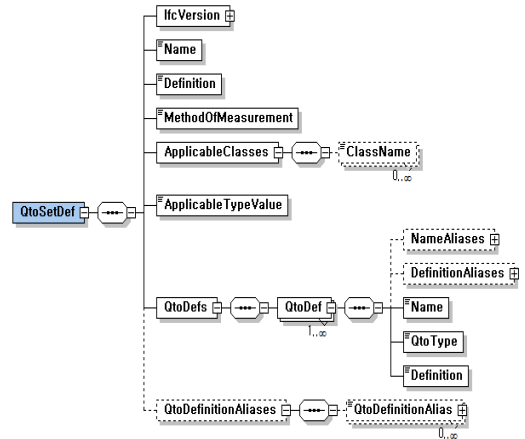 IfcVersion
Name
Definition
MethodOfMeasurement
ApplicableClasses
ClassName
0..∞
QtoSetDef
ApplicableTypeValue
NameAliases
DefinitionAliases
QtoDefs
QtoDef
1..∞
Name
QtoType
Definition
QtoDefinitionAliases
QtoDefinitionAlias
0..∞